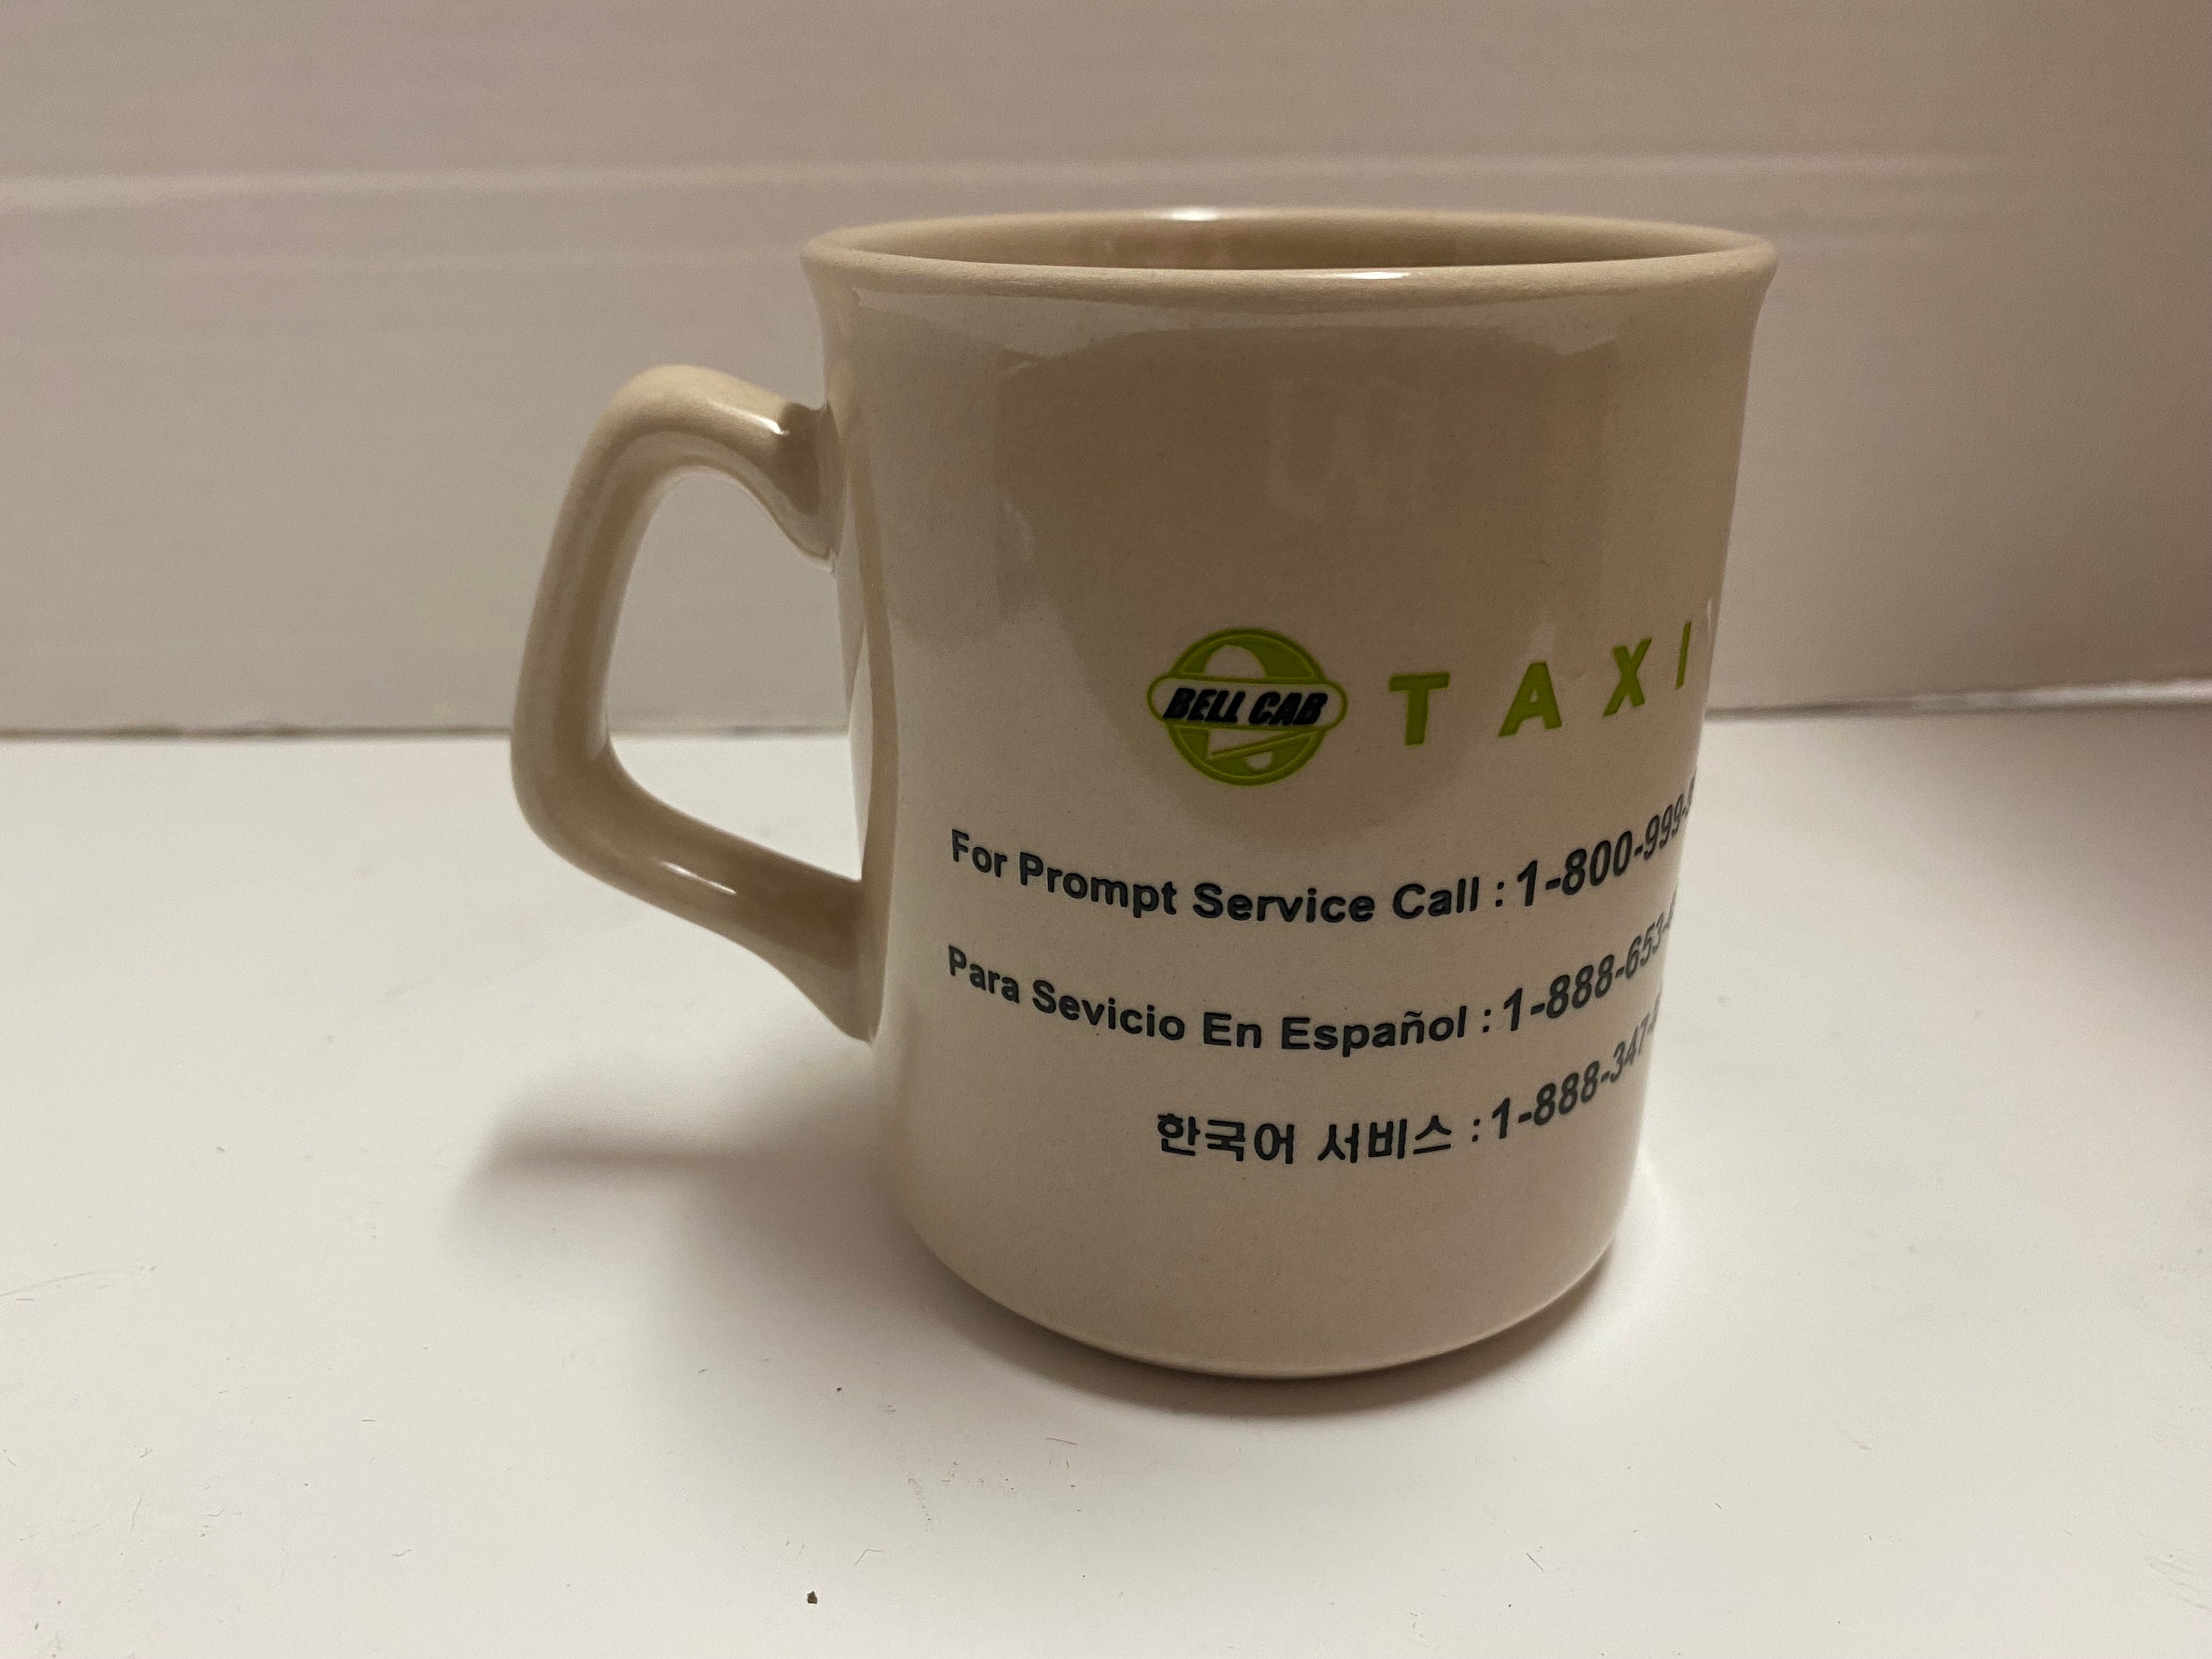 BELL CAB TAXI
For Prompt Service Call : 1-800-999-
Para Sevicio En Español : 1-888-653-
한국어 서비스 : 1-888-347-